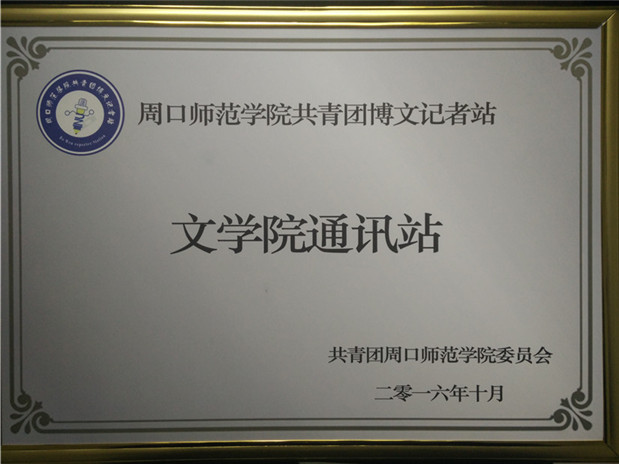 周口师范学院共青团博文记者站
文学院通讯站
共青团周口师范学院委员会
二零一六年十月